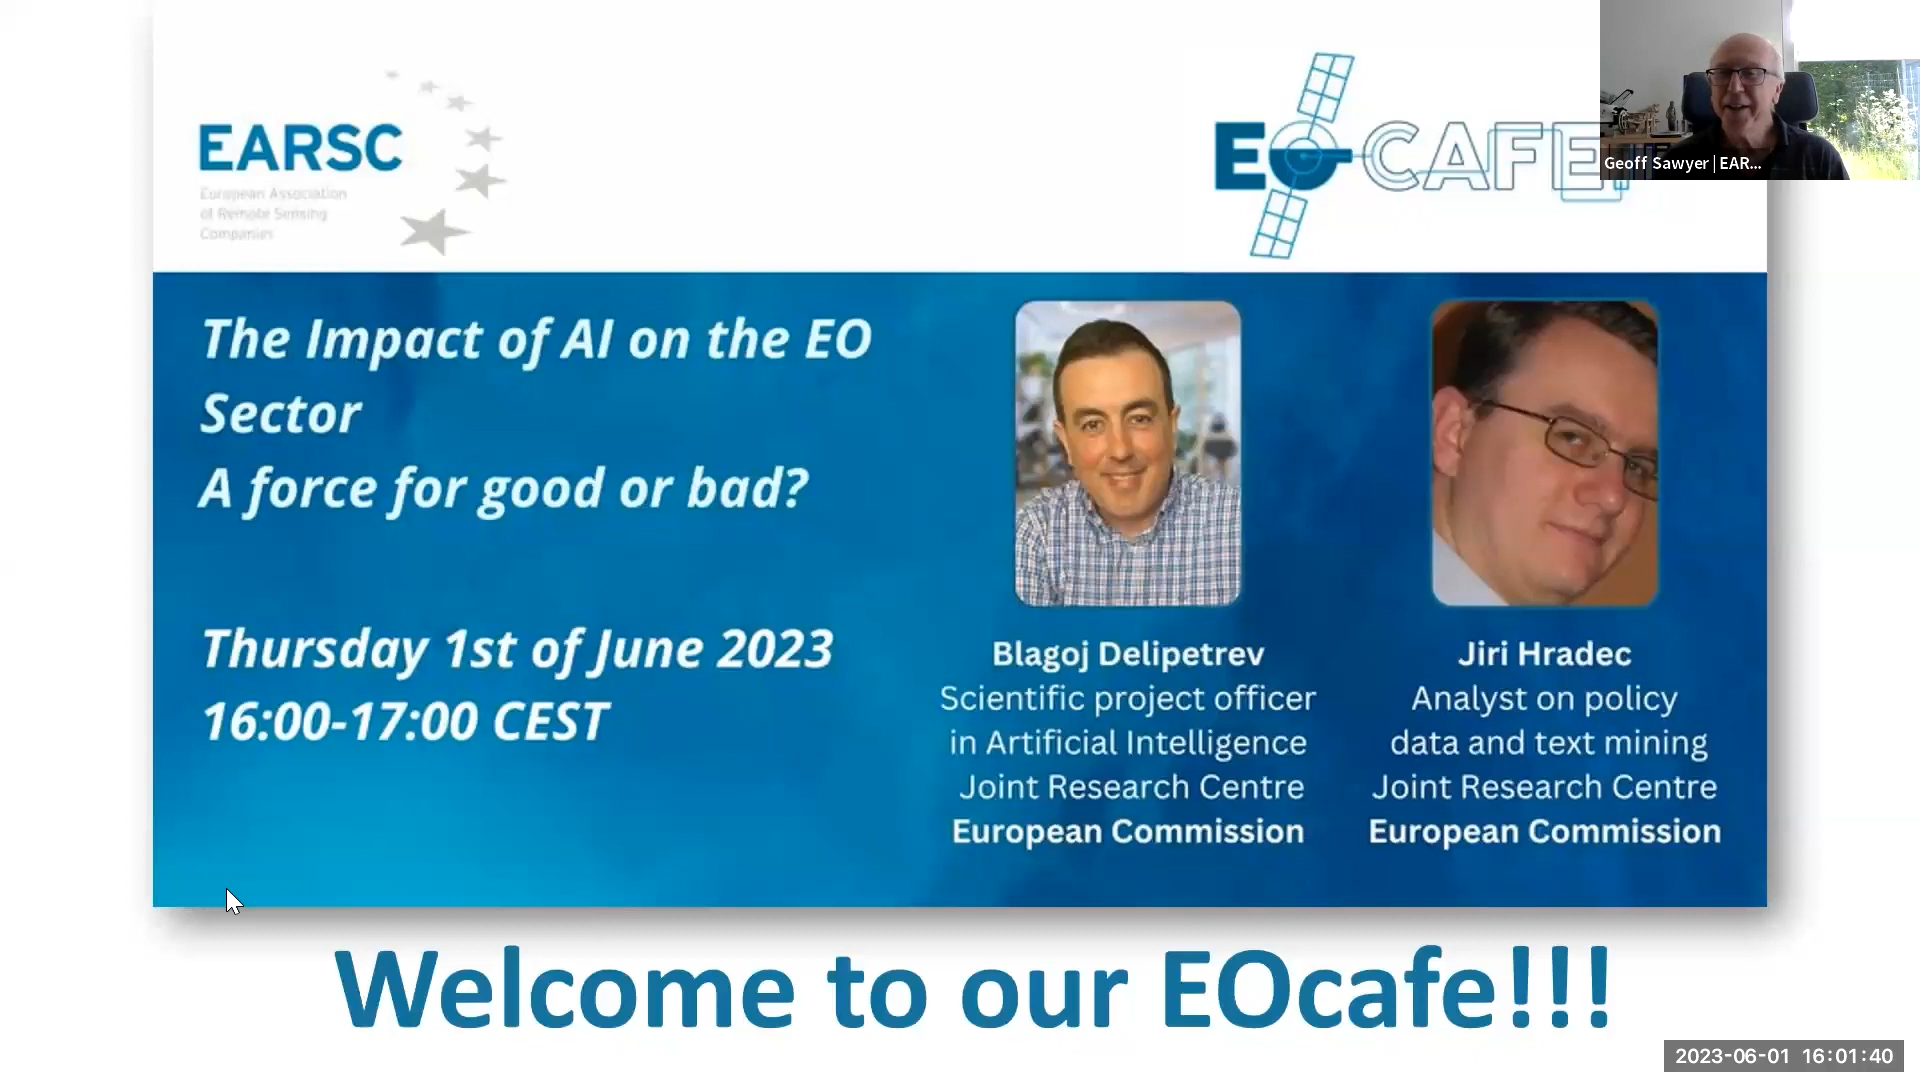 EARSC
European Association
of Remote Sensing
Companies
EO CAFE
Geoff Sawyer | EAR...
The Impact of AI on the EO
Sector
A force for good or bad?
Thursday 1st of June 2023
16:00-17:00 CEST
Blagoj Delipetrev
Scientific project officer
in Artificial Intelligence
Joint Research Centre
European Commission
Jiri Hradec
Analyst on policy
data and text mining
Joint Research Centre
European Commission
Welcome to our EOcafe!!!
2023-06-01 16:01:40